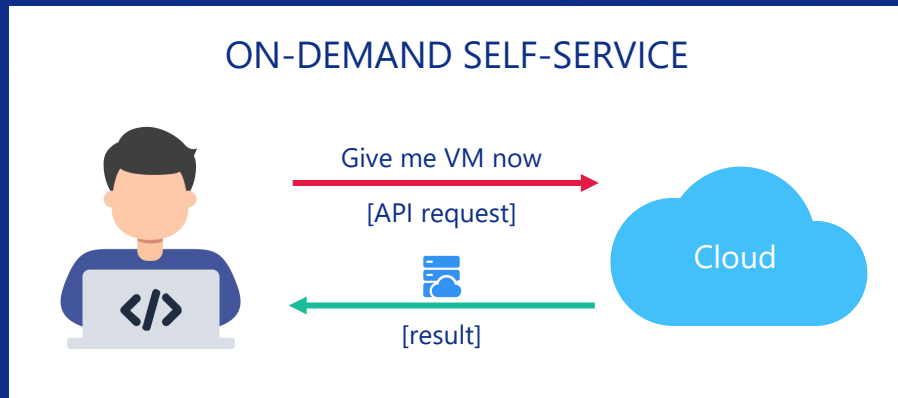 ON-DEMAND SELF-SERVICE
Give me VM now
[API request]
Cloud
</>
[result]